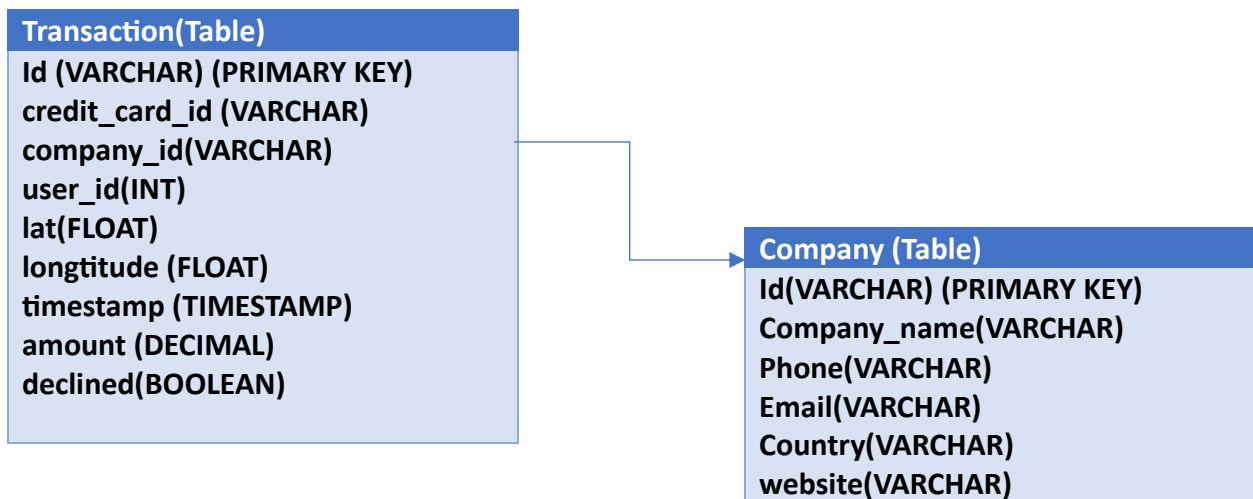 Transaction(Table)
Id (VARCHAR) (PRIMARY KEY)
credit_card_id (VARCHAR)
company_id(VARCHAR)
user_id(INT)
lat(FLOAT)
longtitude (FLOAT)
timestamp (TIMESTAMP)
amount (DECIMAL)
declined(BOOLEAN)
Company (Table)
Id(VARCHAR) (PRIMARY KEY)
Company_name(VARCHAR)
Phone(VARCHAR)
Email(VARCHAR)
Country(VARCHAR)
website(VARCHAR)